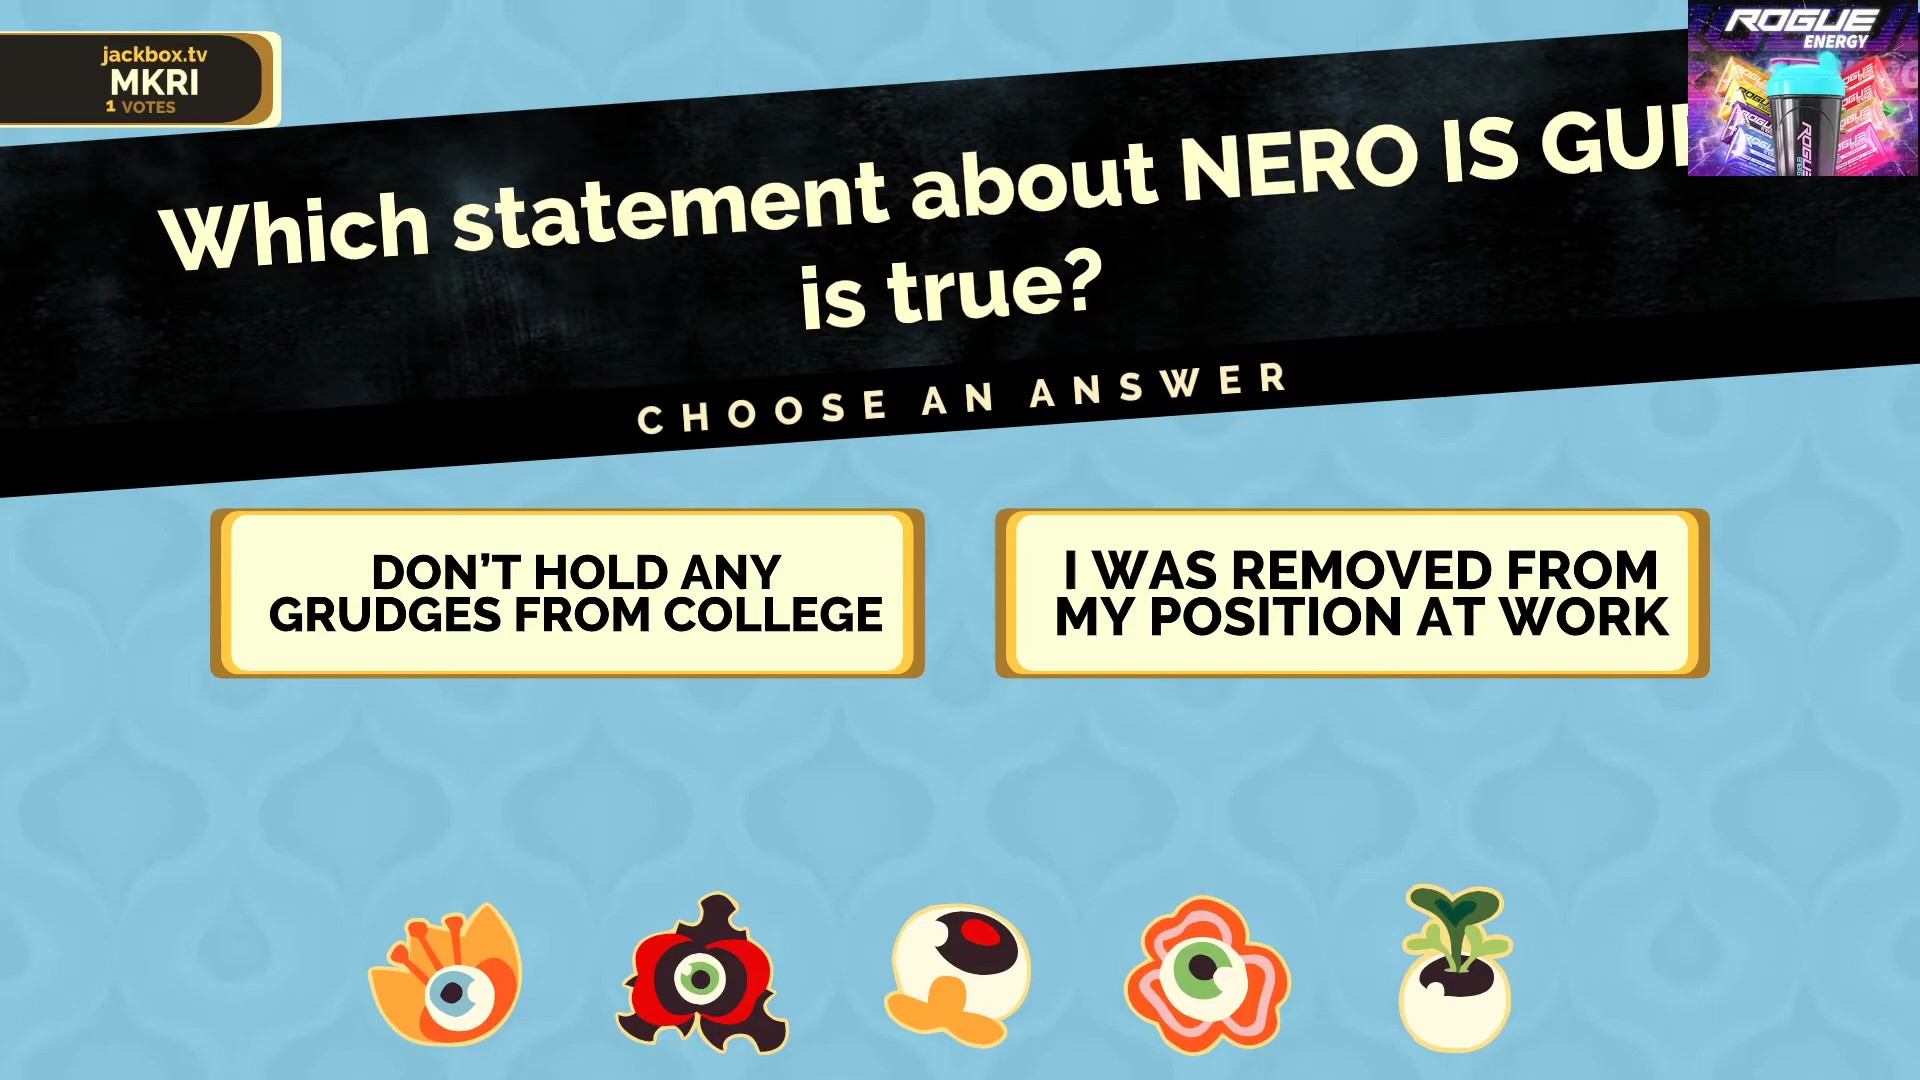 jackbox.tv
MKRI
1 VOTES
ROGUE
ENERGY
Which statement about NERO IS
is true?
CHOOSE AN ANSWER
DON'T HOLD ANY
GRUDGES FROM COLLEGE
I WAS REMOVED FROM
MY POSITION AT WORK